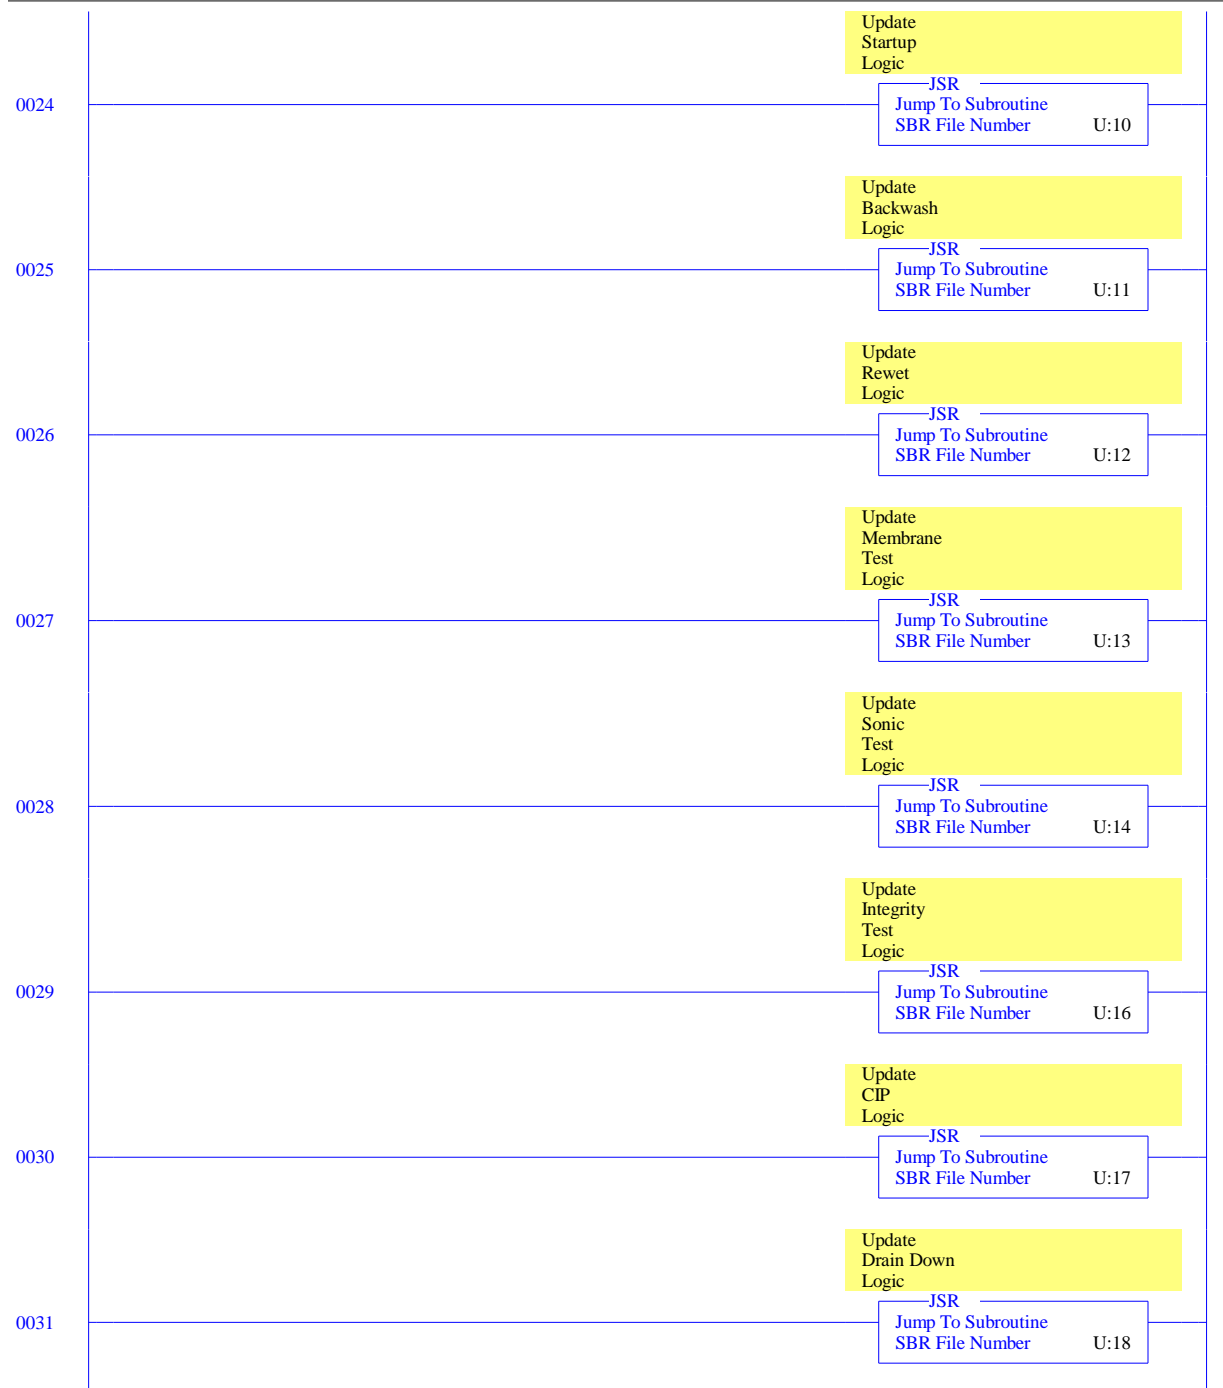 Update
Startup
Logic
JSR
0024
Jump To Subroutine
SBR File Number U:10
Update
Backwash
Logic
JSR
0025
Jump To Subroutine
SBR File Number U:11
Update
Rewet
Logic
JSR
0026
Jump To Subroutine
SBR File Number U:12
Update
Membrane
Test
Logic
JSR
0027
Jump To Subroutine
SBR File Number U:13
Update
Sonic
Test
Logic
JSR
0028
Jump To Subroutine
SBR File Number U:14
Update
Integrity
Test
Logic
JSR
0029
Jump To Subroutine
SBR File Number U:16
Update
CIP
Logic
JSR
0030
Jump To Subroutine
SBR File Number U:17
Update
Drain Down
Logic
JSR
0031
Jump To Subroutine
SBR File Number U:18